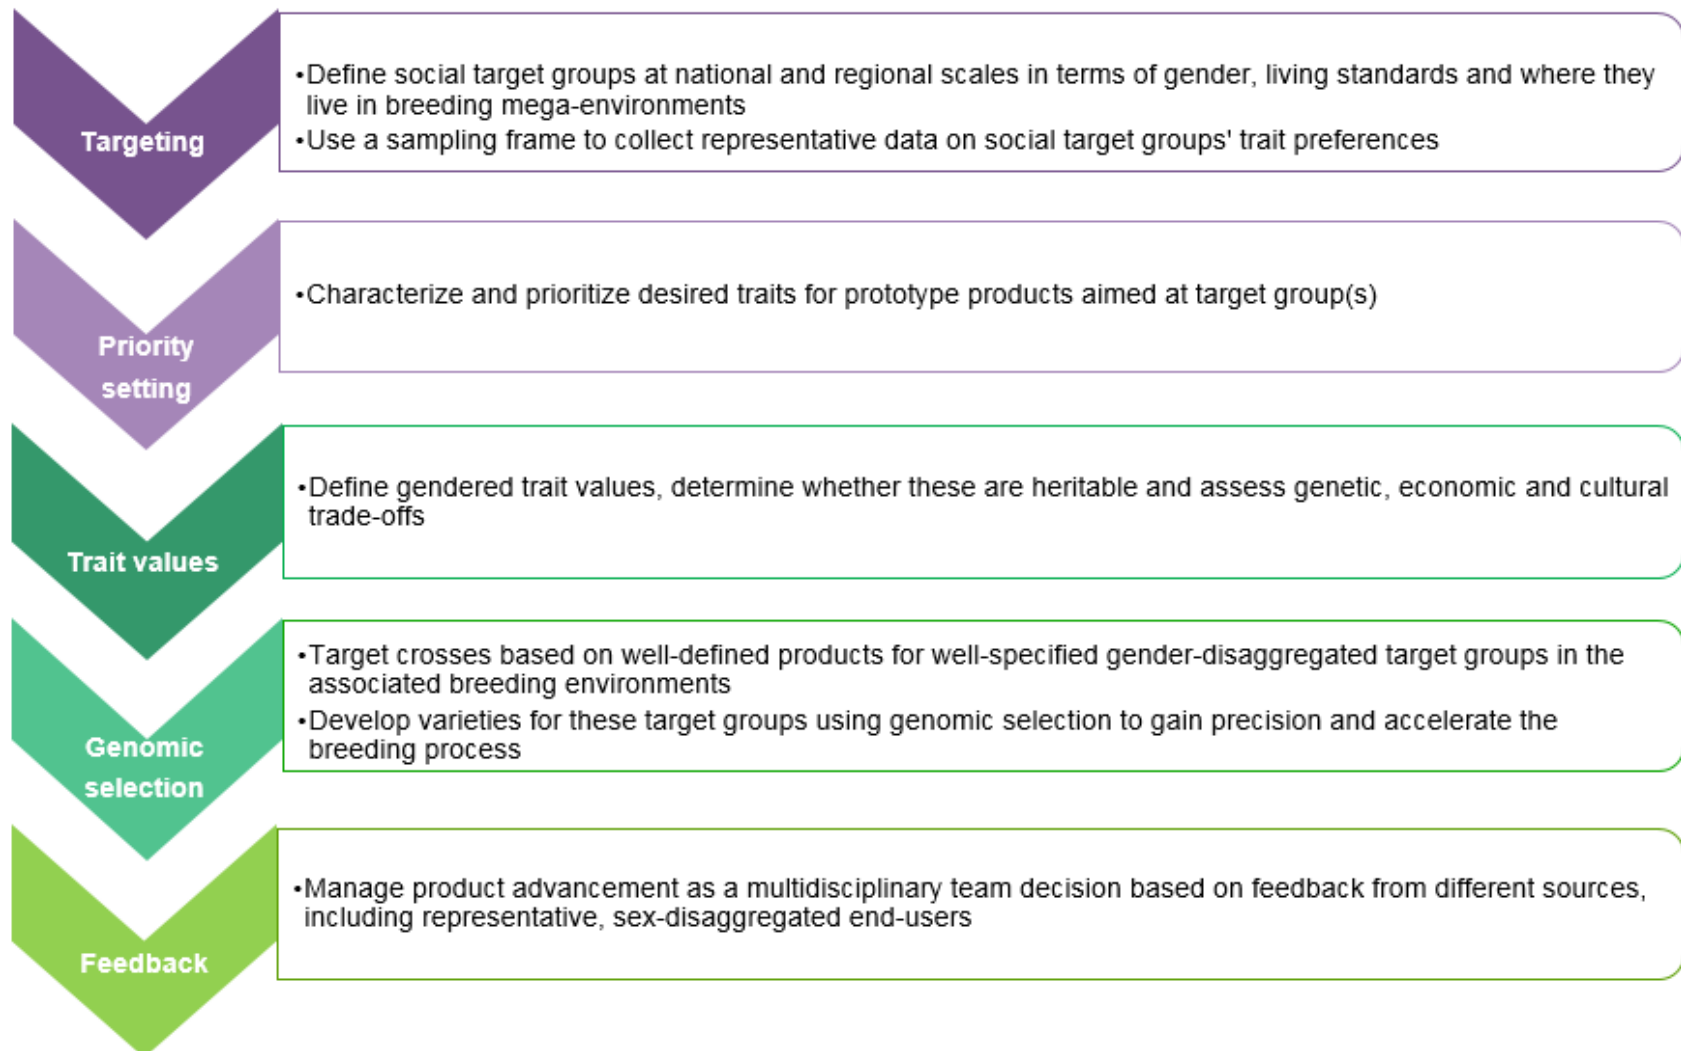 Targeting
•Define social target groups at national and regional scales in terms of gender, living standards and where they
live in breeding mega-environments
•Use a sampling frame to collect representative data on social target groups' trait preferences
Priority
setting
•Characterize and prioritize desired traits for prototype products aimed at target group(s)
Trait values
•Define gendered trait values, determine whether these are heritable and assess genetic, economic and cultural
trade-offs
Genomic
selection
•Target crosses based on well-defined products for well-specified gender-disaggregated target groups in the
associated breeding environments
•Develop varieties for these target groups using genomic selection to gain precision and accelerate the
breeding process
Feedback
•Manage product advancement as a multidisciplinary team decision based on feedback from different sources,
including representative, sex-disaggregated end-users